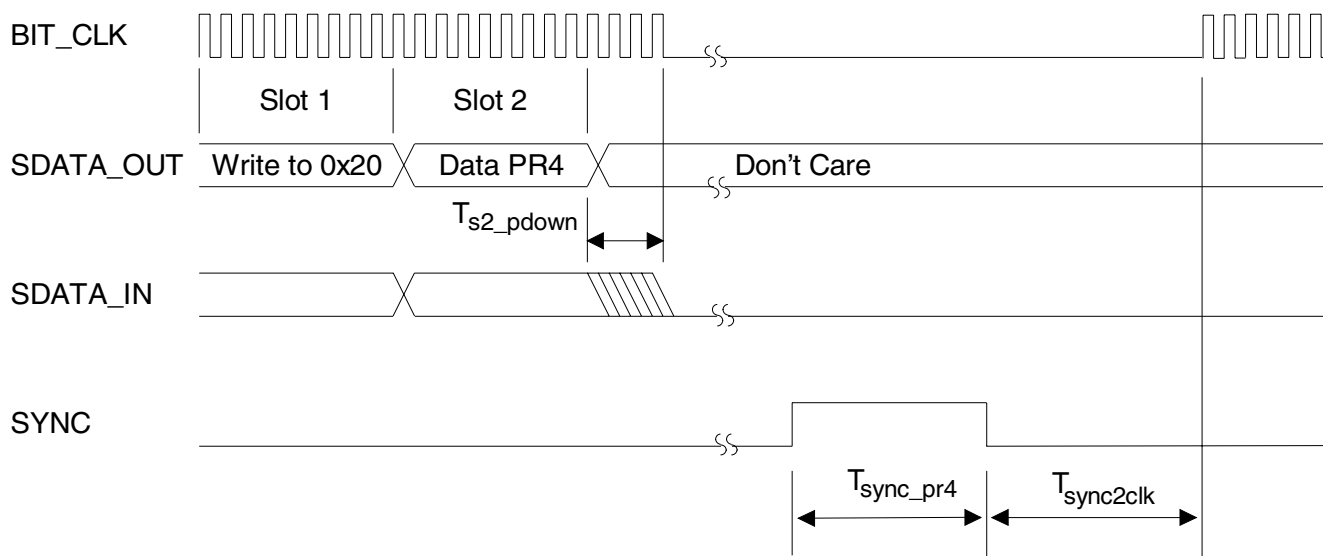 BIT_CLK
Slot 1 Slot 2
SDATA_OUT Write to 0x20 Data PR4 Don't Care
Ts2_pdown
SDATA_IN
SYNC
Tsync_pr4 Tsync2clk